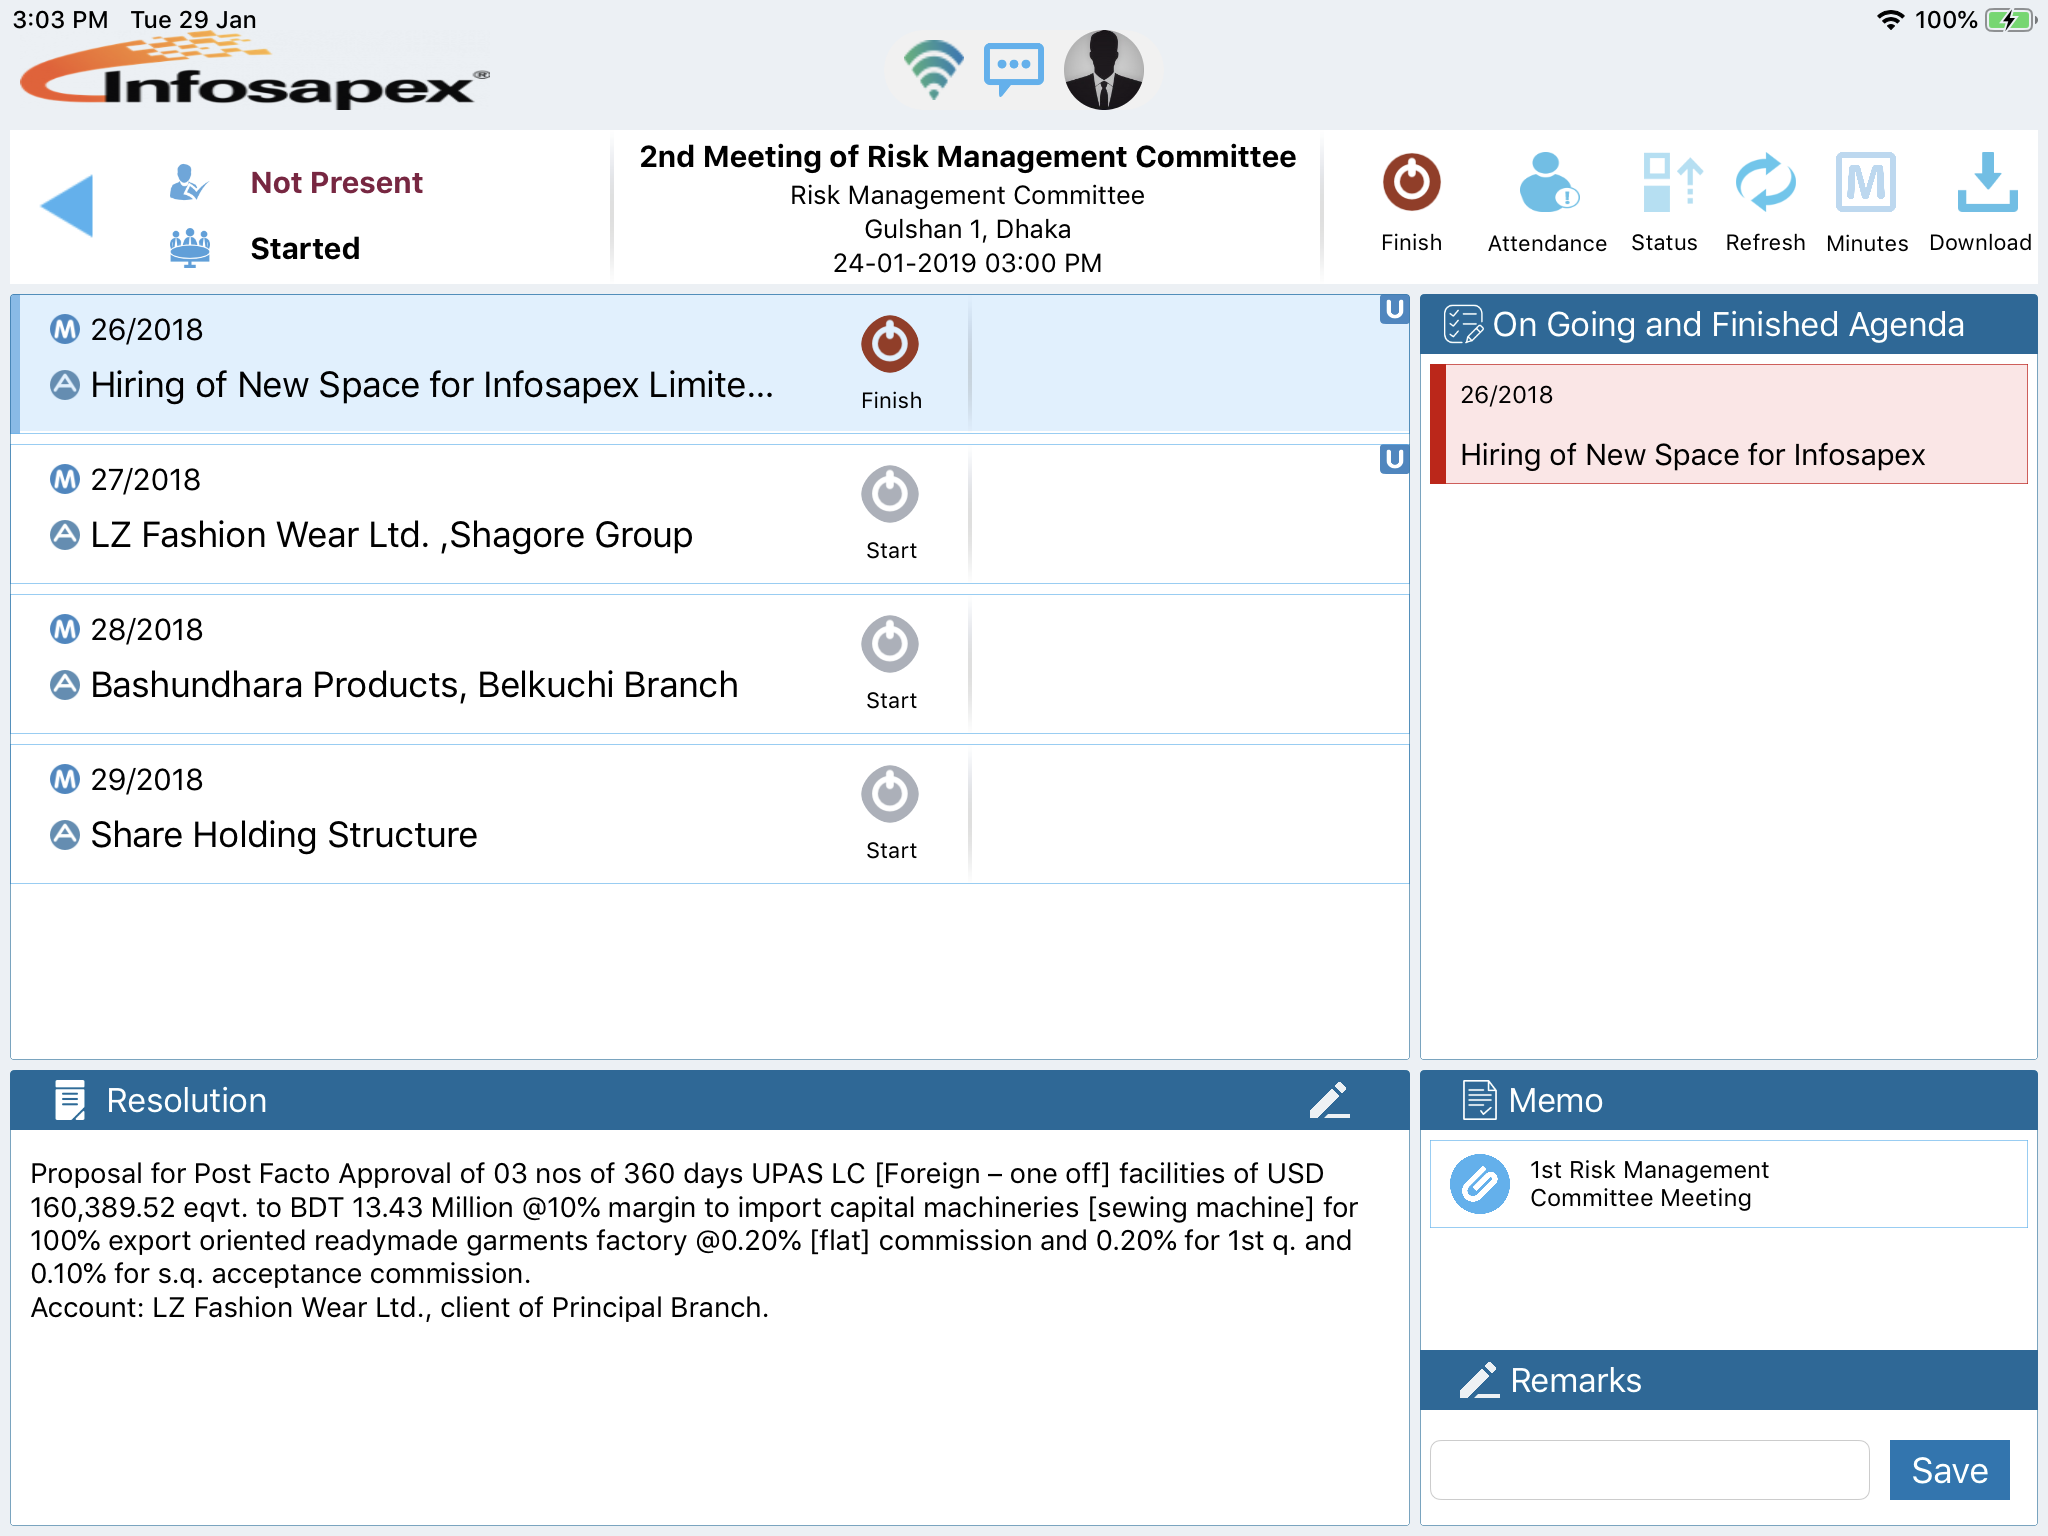 3:03 PM Tue 29 Jan
100%
Infosapex®
Not Present
Started
2nd Meeting of Risk Management Committee
Risk Management Committee
Gulshan 1, Dhaka
24-01-2019 03:00 PM
Finish
Attendance
Status
Refresh
M
Minutes
Download
M 26/2018
A Hiring of New Space for Infosapex Limite...
Finish
U
M 27/2018
A LZ Fashion Wear Ltd. ,Shagore Group
Start
U
M 28/2018
A Bashundhara Products, Belkuchi Branch
Start
M 29/2018
A Share Holding Structure
Start
On Going and Finished Agenda
26/2018
Hiring of New Space for Infosapex
Resolution
Proposal for Post Facto Approval of 03 nos of 360 days UPAS LC [Foreign – one off] facilities of USD
160,389.52 eqvt. to BDT 13.43 Million @10% margin to import capital machineries [sewing machine] for
100% export oriented readymade garments factory @0.20% [flat] commission and 0.20% for 1st q. and
0.10% for s.q. acceptance commission.
Account: LZ Fashion Wear Ltd., client of Principal Branch.
Memo
1st Risk Management
Committee Meeting
Remarks
Save